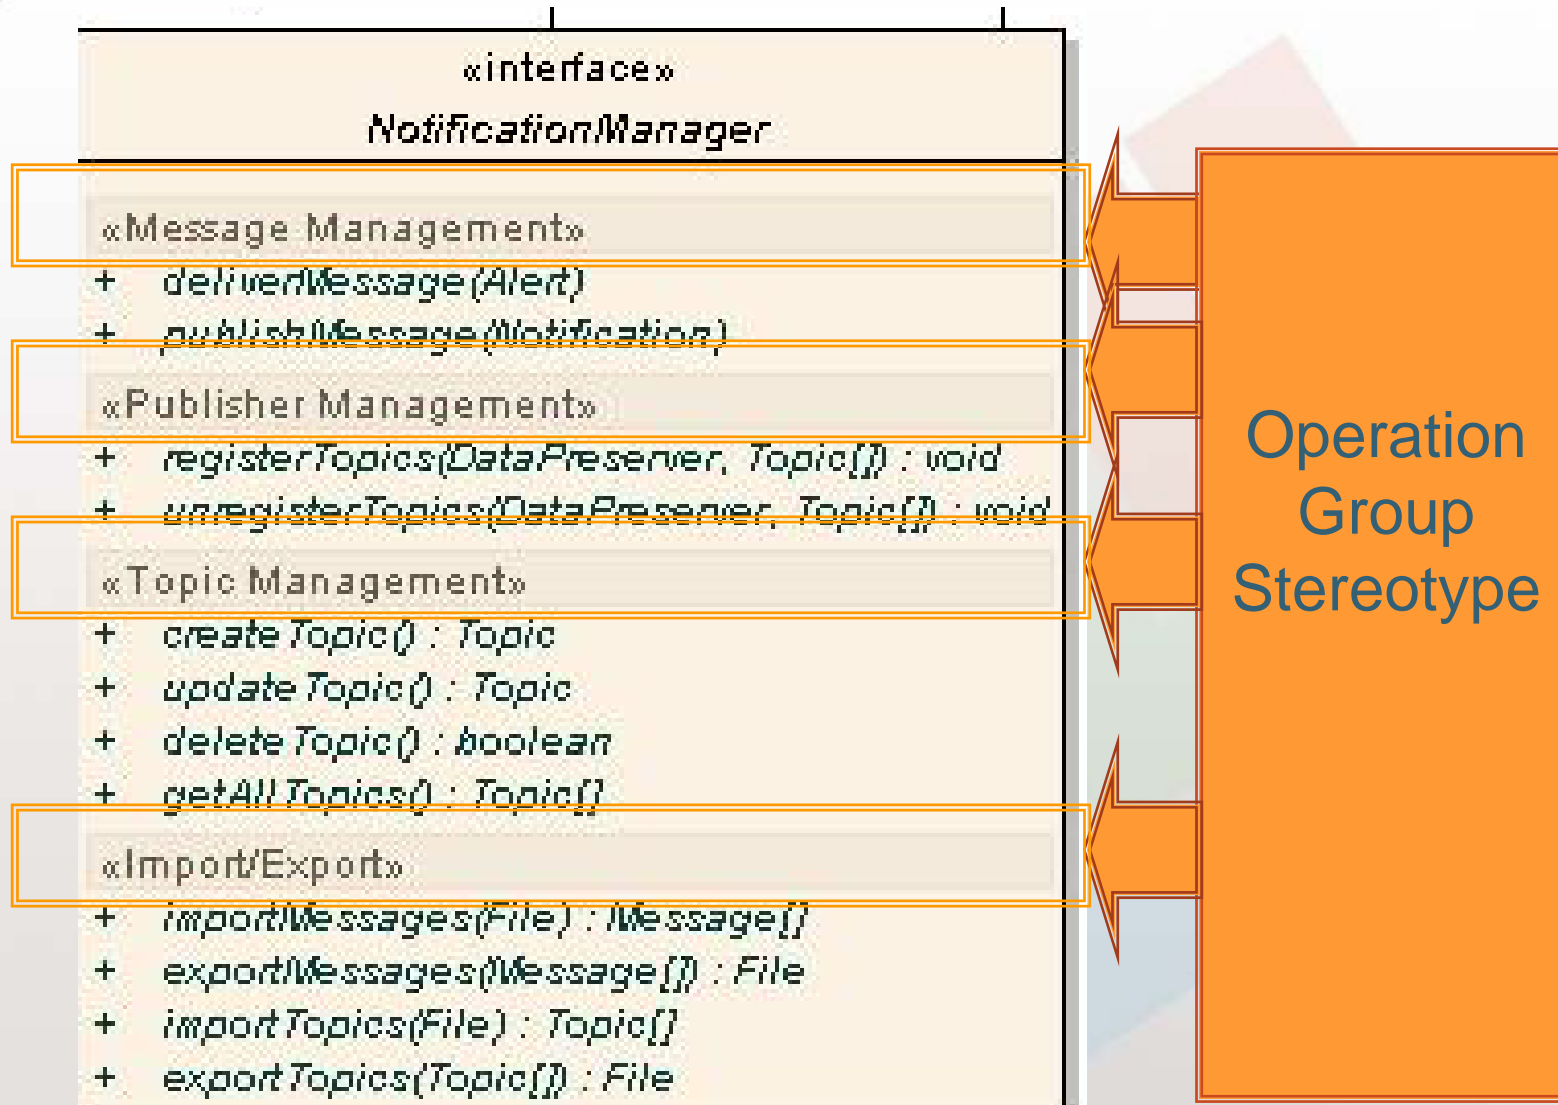 «interface»
NotificationManager
«Message Management»
+ deliverMessage(Alert)
+ publishMessage(Notification)
«Publisher Management»
+ registerTopics(DataPreserver, Topic[]) : void
+ unregisterTopics(DataPreserver, Topic[]) : void
«Topic Management»
+ createTopic() : Topic
+ updateTopic() : Topic
+ deleteTopic() : boolean
+ getAllTopics() : Topic[]
«Import/Export»
+ importMessages(File) : Message[]
+ exportMessages(Message[]) : File
+ importTopics(File) : Topic[]
+ exportTopics(Topic[]) : File
Operation
Group
Stereotype